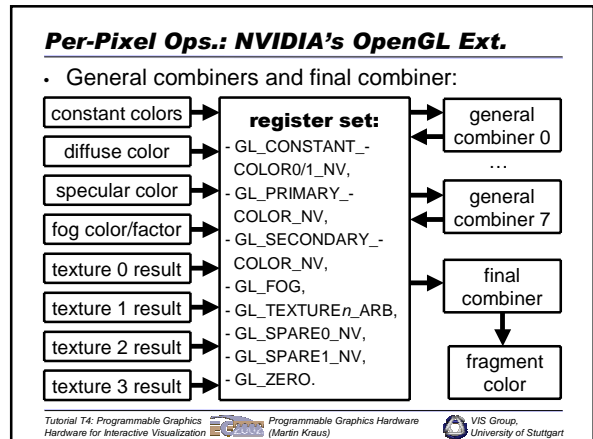 Per-Pixel Ops.: NVIDIA's OpenGL Ext.
• General combiners and final combiner:
constant colors
diffuse color
specular color
fog color/factor
texture 0 result
texture 1 result
texture 2 result
texture 3 result
register set:
- GL_CONSTANT_-
COLOR0/1_NV,
- GL_PRIMARY_-
COLOR_NV,
- GL_SECONDARY_-
COLOR_NV,
- GL_FOG,
- GL_TEXTUREn_ARB,
- GL_SPARE0_NV,
- GL_SPARE1_NV,
- GL_ZERO.
general
combiner 0
...
general
combiner 7
final
combiner
fragment
color
Tutorial T4: Programmable Graphics
Hardware for Interactive Visualization
EG2002
Programmable Graphics Hardware
(Martin Kraus)
VIS Group,
University of Stuttgart